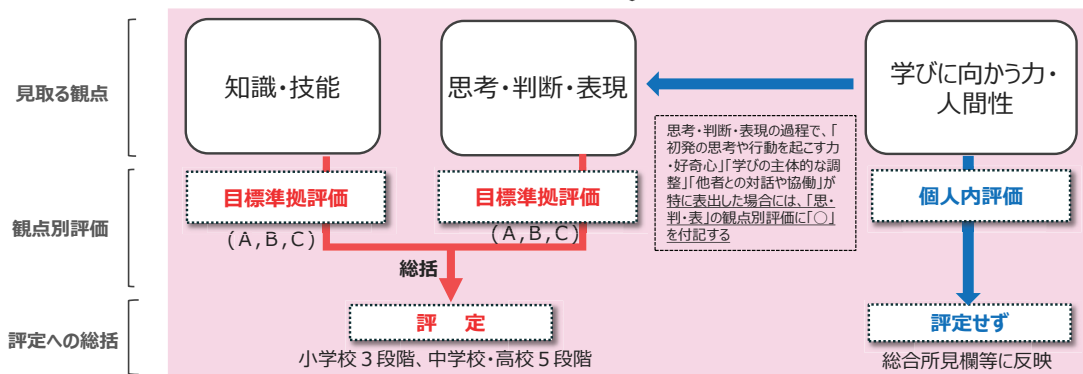 見取る観点
知識・技能
思考・判断・表現
学びに向かう力・
人間性
思考・判断・表現の過程で、「
初発の思考や行動を起こす力
・好奇心」「学びの主体的な調
整」「他者との対話や協働」が
特に表出した場合には、「思・
判・表」の観点別評価に「○」
を付記する
観点別評価
目標準拠評価
(A,B,C)
目標準拠評価
(A,B,C)
個人内評価
総括
評定への総括
評 定
小学校3段階、中学校・高校5段階
評定せず
総合所見欄等に反映